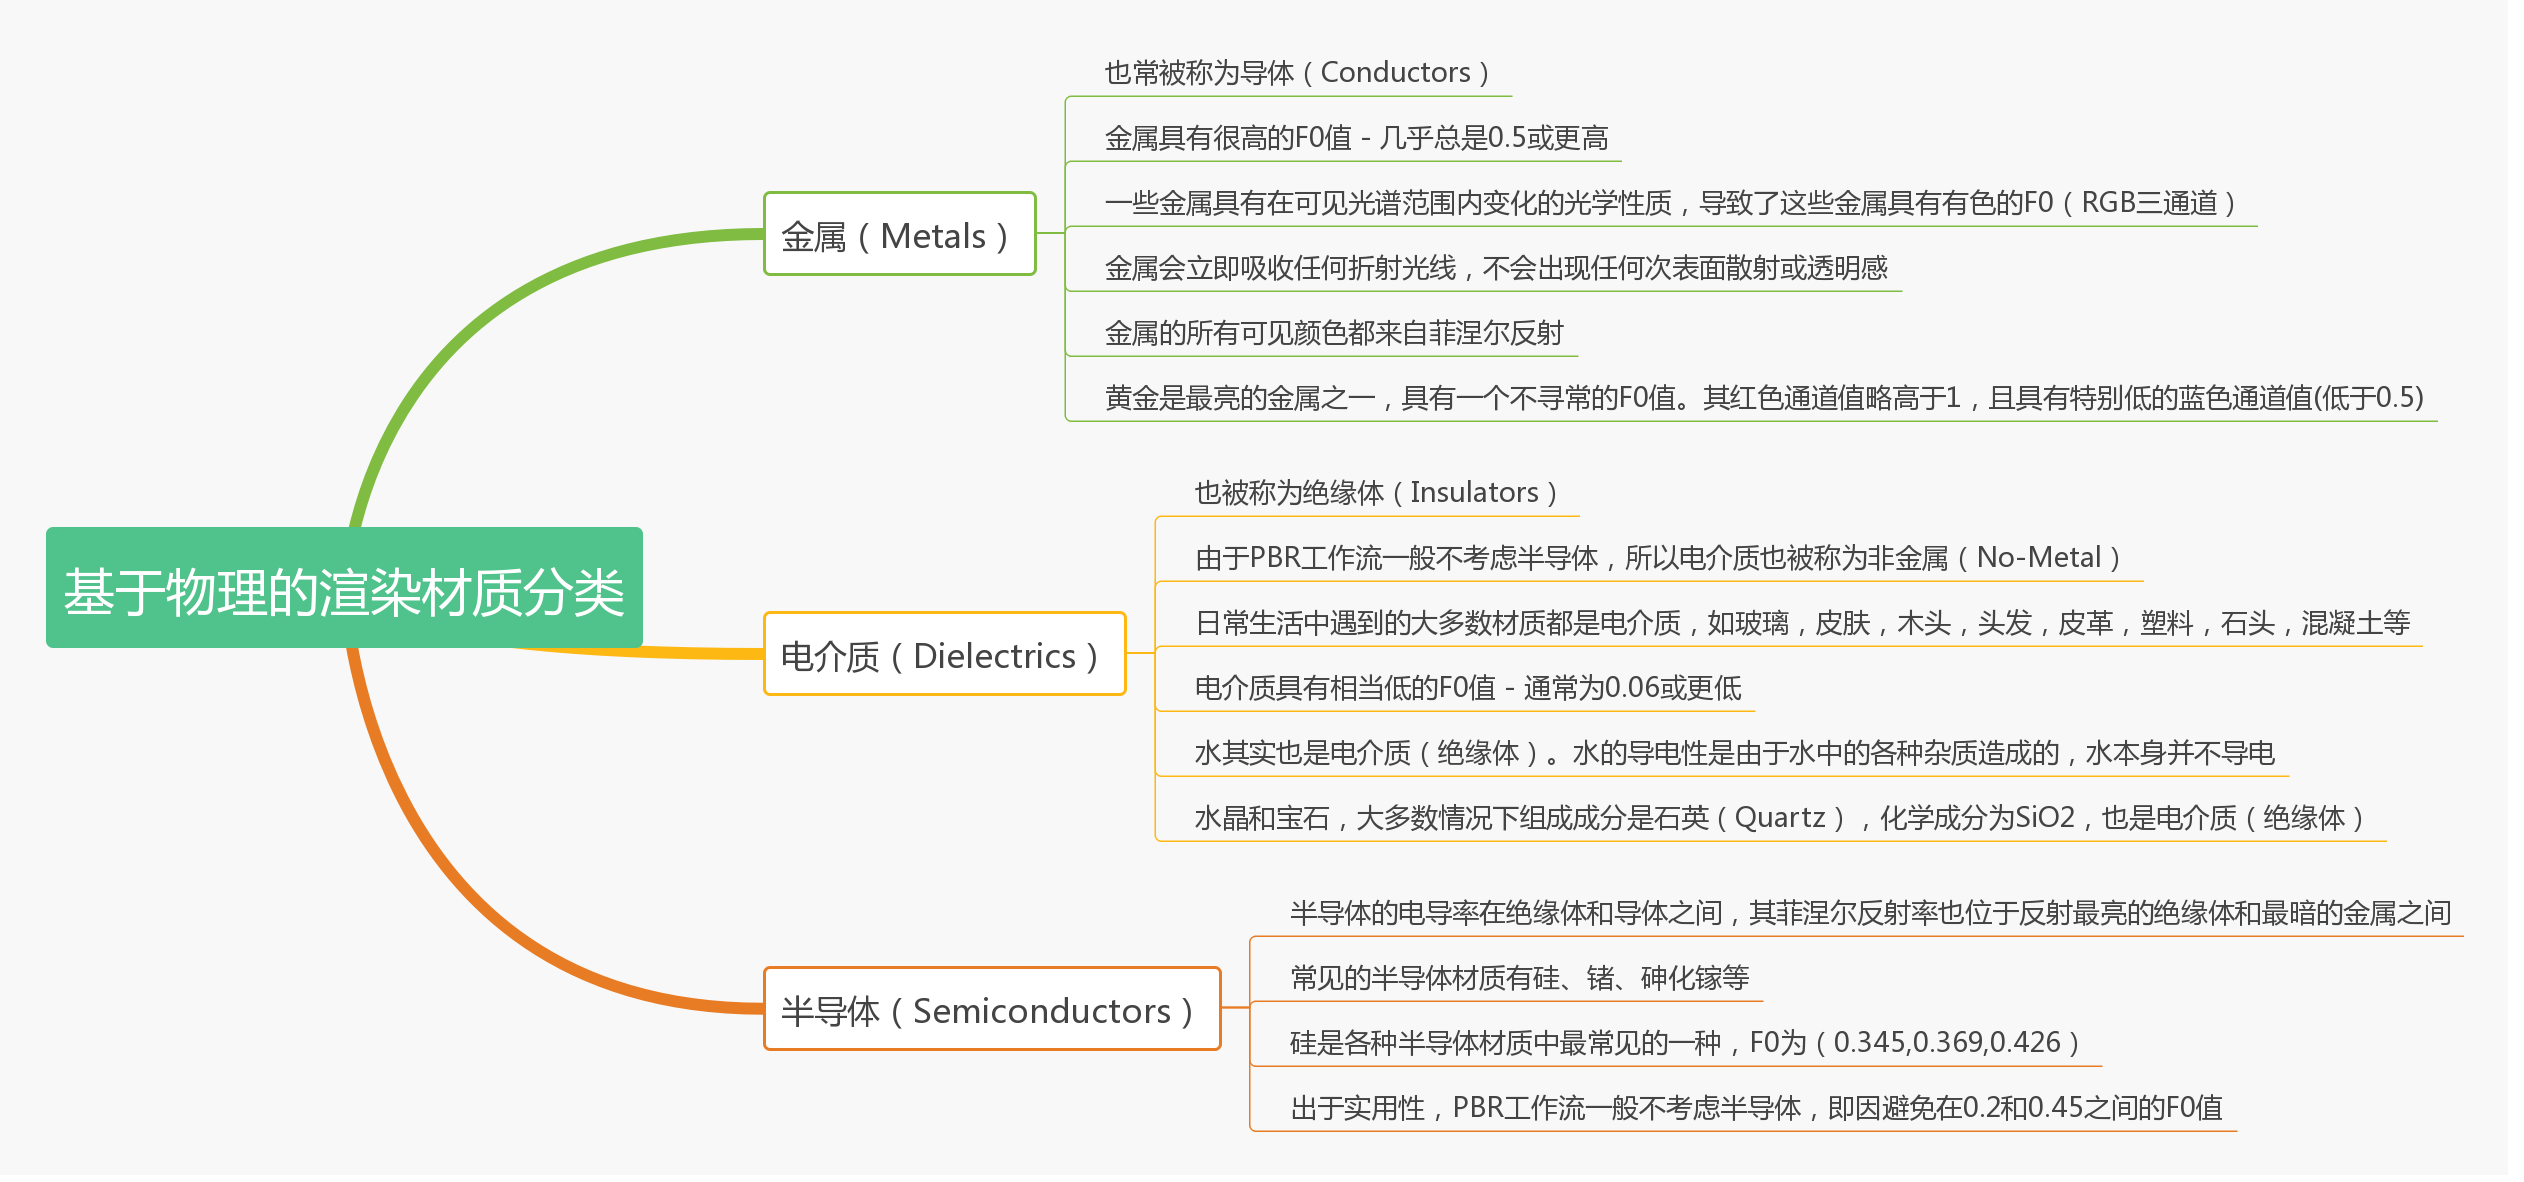 基于物理的渲染材质分类
金属（Metals）
也常被称为导体（Conductors）
金属具有很高的F0值 - 几乎总是0.5或更高
一些金属具有在可见光谱范围内变化的光学性质，导致了这些金属具有有色的F0（RGB三通道）
金属会立即吸收任何折射光线，不会出现任何次表面散射或透明感
金属的所有可见颜色都来自菲涅尔反射
黄金是最亮的金属之一，具有一个不寻常的F0值。其红色通道值略高于1，且具有特别低的蓝色通道值(低于0.5)
电介质（Dielectrics）
也被称为绝缘体（Insulators）
由于PBR工作流一般不考虑半导体，所以电介质也被称为非金属（No-Metal）
日常生活中遇到的大多数材质都是电介质，如玻璃，皮肤，木头，头发，皮革，塑料，石头，混凝土等
电介质具有相当低的F0值 - 通常为0.06或更低
水其实也是电介质（绝缘体）。水的导电性是由于水中的各种杂质造成的，水本身并不导电
水晶和宝石，大多数情况下组成成分是石英（Quartz），化学成分为SiO2，也是电介质（绝缘体）
半导体（Semiconductors）
半导体的电导率在绝缘体和导体之间，其菲涅尔反射率也位于反射最亮的绝缘体和最暗的金属之间
常见的半导体材质有硅、锗、砷化镓等
硅是各种半导体材质中最常见的一种，F0为（0.345,0.369,0.426）
出于实用性，PBR工作流一般不考虑半导体，即因避免在0.2和0.45之间的F0值